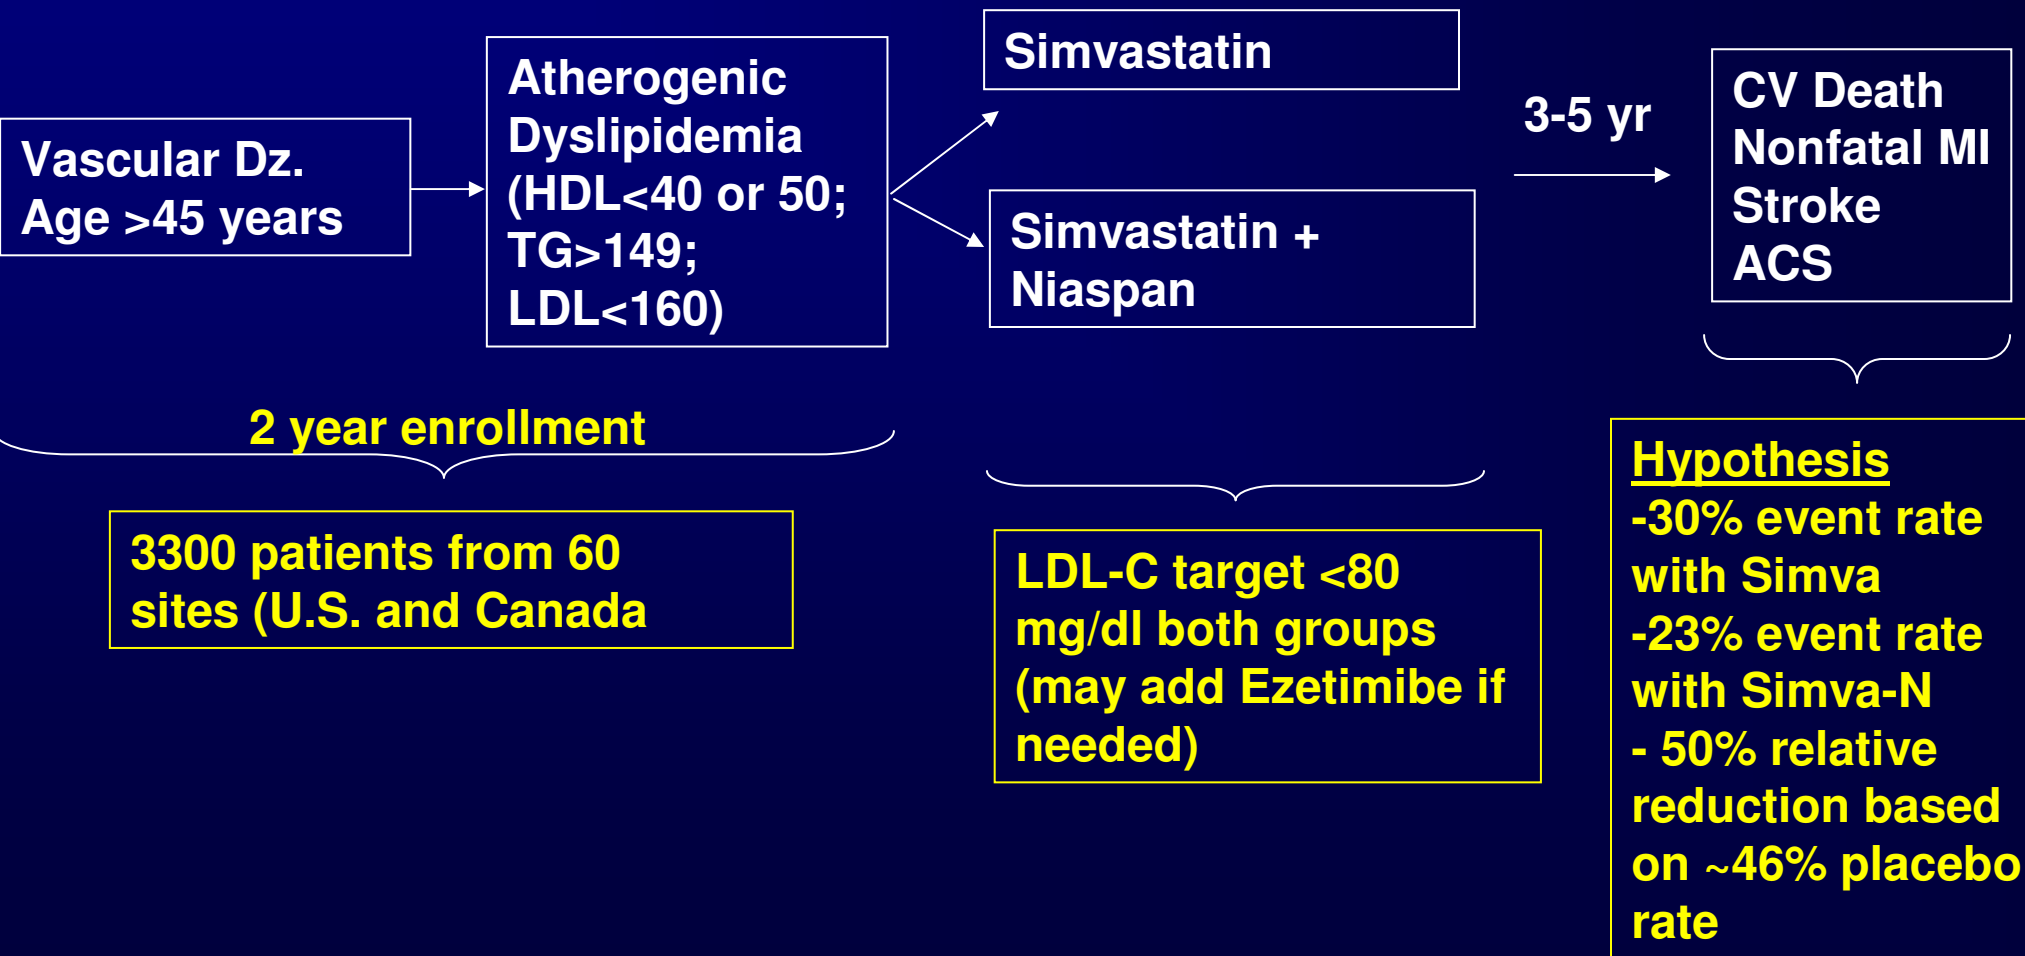 Vascular Dz.
Age >45 years
Atherogenic
Dyslipidemia
(HDL<40 or 50;
TG>149;
LDL<160)
Simvastatin
Simvastatin +
Niaspan
3-5 yr
CV Death
Nonfatal MI
Stroke
ACS
2 year enrollment
3300 patients from 60
sites (U.S. and Canada
LDL-C target <80
mg/dl both groups
(may add Ezetimibe if
needed)
Hypothesis
-30% event rate
with Simva
-23% event rate
with Simva-N
- 50% relative
reduction based
on ~46% placebo
rate